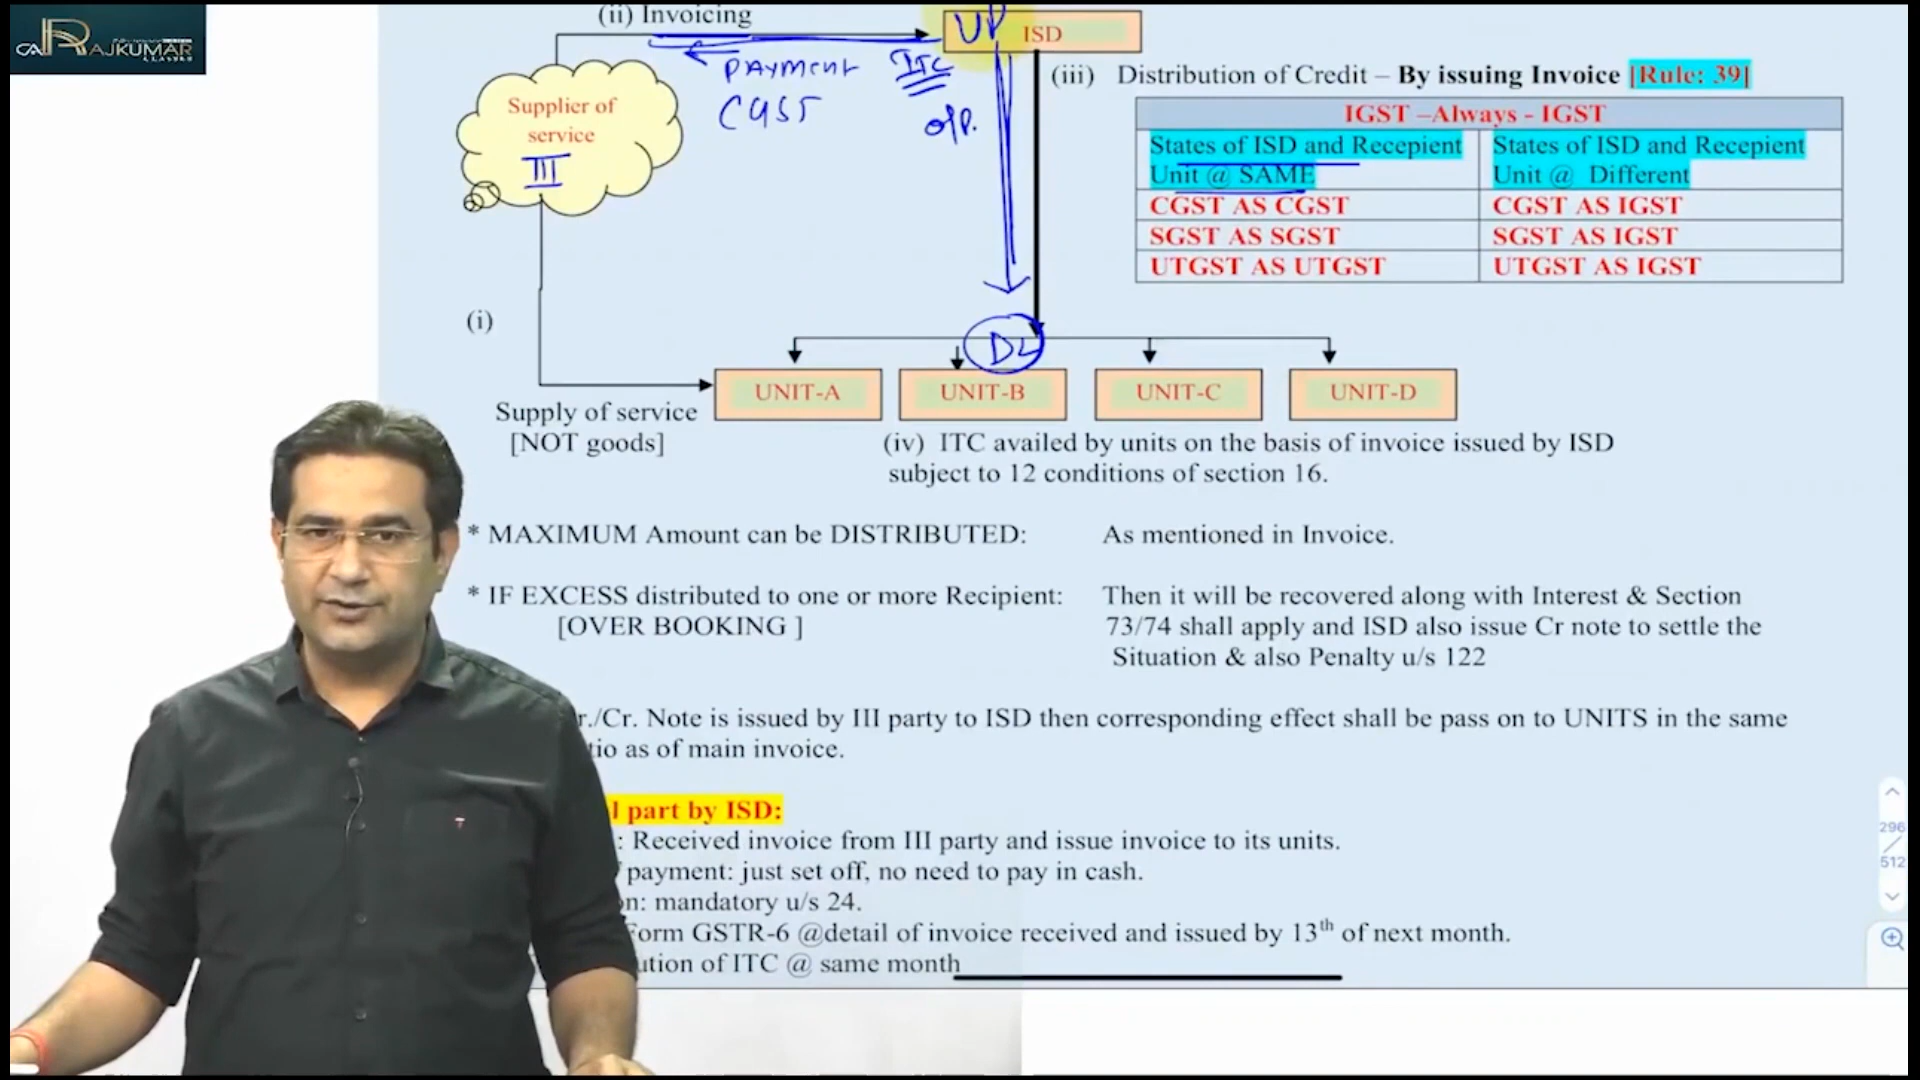 CA RAJKUMAR
CLASSES
(ii) Invoicing
UP
ISD
PAYMENT
CGST
ITC
o/p.
(iii) Distribution of Credit – By issuing Invoice [Rule: 39]
Supplier of
service
III
IGST –Always - IGST
States of ISD and Recepient
Unit @ SAME
States of ISD and Recepient
Unit @ Different
CGST AS CGST
CGST AS IGST
SGST AS SGST
SGST AS IGST
UTGST AS UTGST
UTGST AS IGST
(i)
DL
UNIT-A
UNIT-B
UNIT-C
UNIT-D
Supply of service
[NOT goods]
(iv) ITC availed by units on the basis of invoice issued by ISD
subject to 12 conditions of section 16.
* MAXIMUM Amount can be DISTRIBUTED: As mentioned in Invoice.
* IF EXCESS distributed to one or more Recipient: Then it will be recovered along with Interest & Section
[OVER BOOKING ] 73/74 shall apply and ISD also issue Cr note to settle the
Situation & also Penalty u/s 122
r./Cr. Note is issued by III party to ISD then corresponding effect shall be pass on to UNITS in the same
tio as of main invoice.
l part by ISD:
: Received invoice from III party and issue invoice to its units.
payment: just set off, no need to pay in cash.
on: mandatory u/s 24.
Form GSTR-6 @detail of invoice received and issued by 13th of next month.
ution of ITC @ same month
296
512